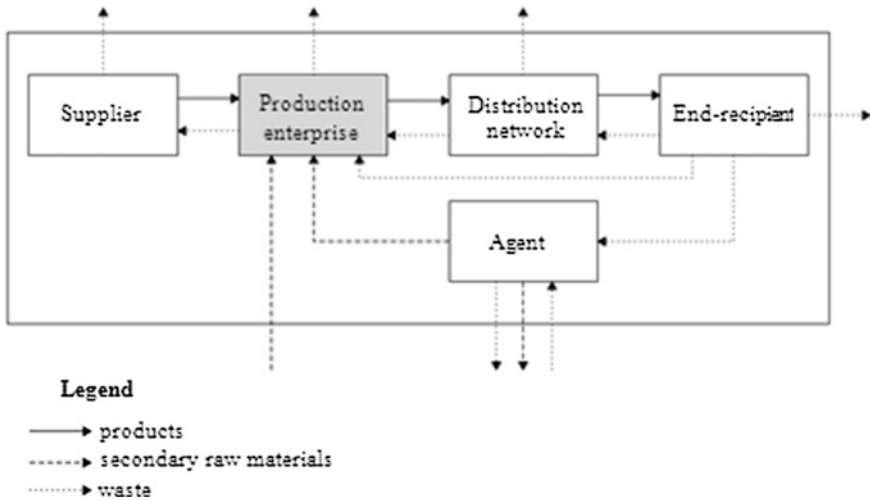 Supplier
Production
enterprise
Distribution
network
End-recipient
Agent
Legend
products
secondary raw materials
waste